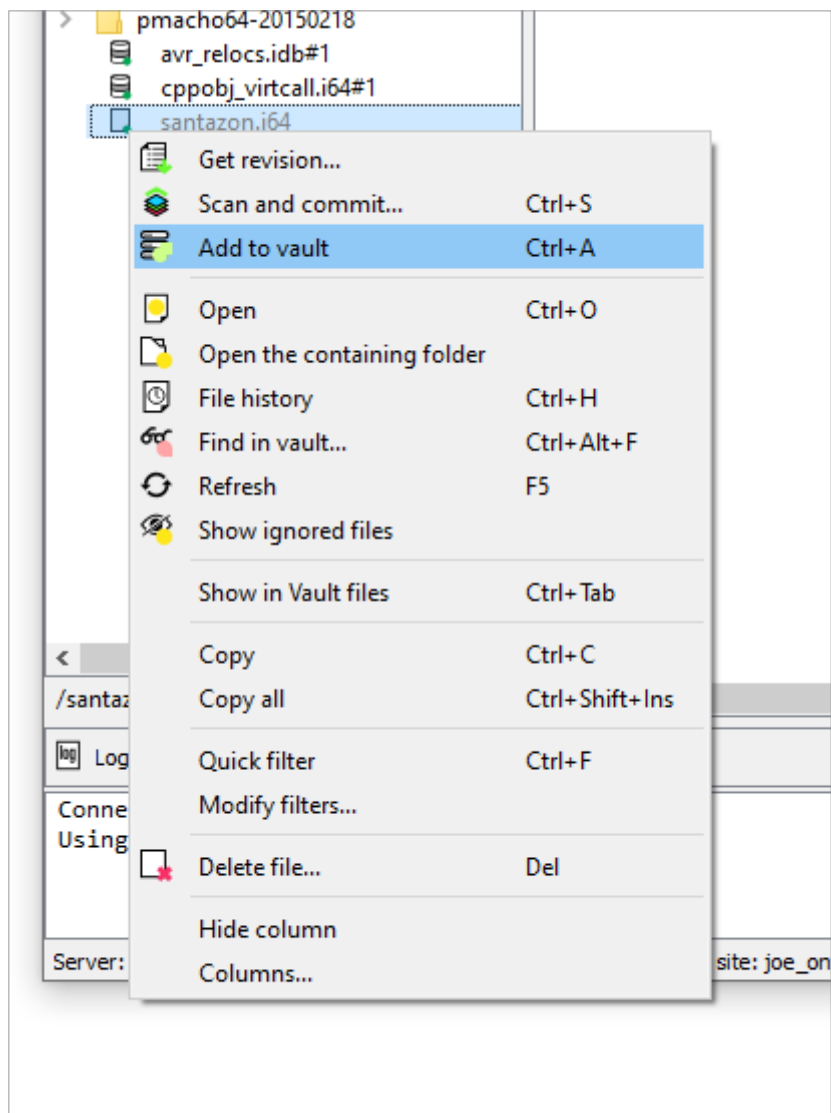 pmacho64-20150218
avr_relocs.idb#1
cppobj_virtcall.i64#1
santazon.i64
Get revision...
Scan and commit... Ctrl+S
Add to vault Ctrl+A
Open Ctrl+O
Open the containing folder
File history Ctrl+H
Find in vault... Ctrl+Alt+F
Refresh F5
Show ignored files
Show in Vault files Ctrl+Tab
Copy Ctrl+C
/santaz
Copy all Ctrl+Shift+Ins
log Log
Quick filter Ctrl+F
Conne
Modify filters...
Using
Delete file... Del
Hide column
Server:
site: joe_on
Columns...